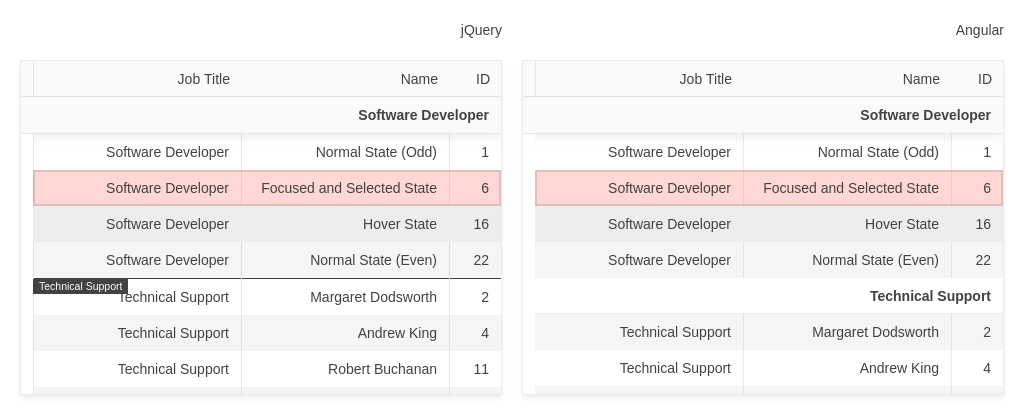 jQuery
Job Title Name ID
Software Developer
Software Developer Normal State (Odd) 1
Software Developer Focused and Selected State 6
Software Developer Hover State 16
Software Developer Normal State (Even) 22
Technical Support
Technical Support Margaret Dodsworth 2
Technical Support Andrew King 4
Technical Support Robert Buchanan 11
Angular
Job Title Name ID
Software Developer
Software Developer Normal State (Odd) 1
Software Developer Focused and Selected State 6
Software Developer Hover State 16
Software Developer Normal State (Even) 22
Technical Support
Technical Support Margaret Dodsworth 2
Technical Support Andrew King 4